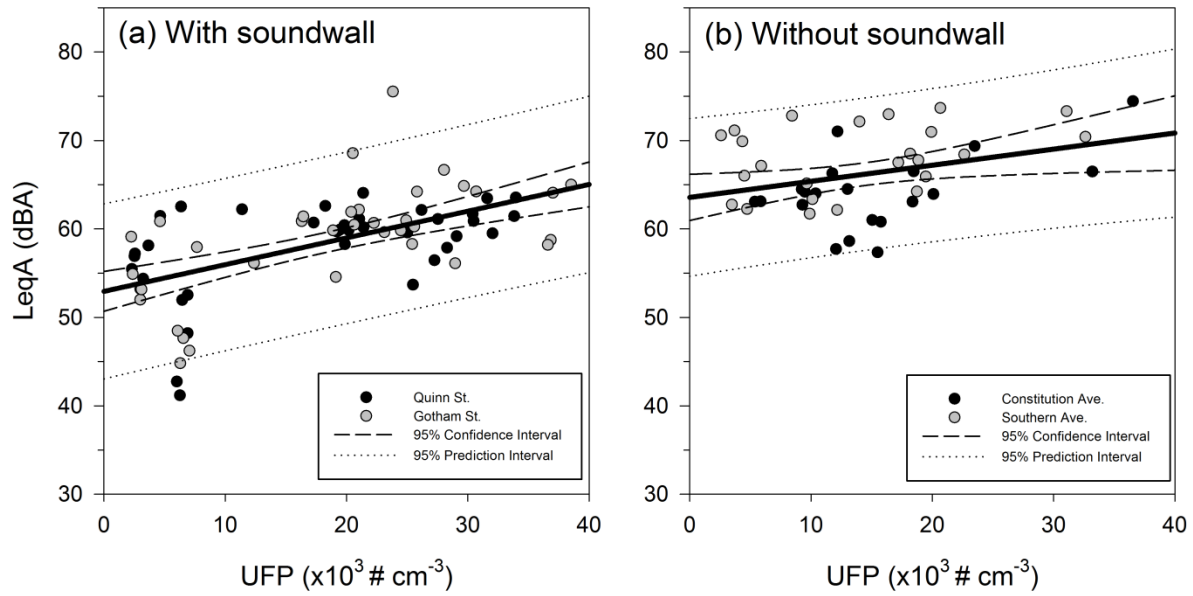 (a) With soundwall
(b) Without soundwall
LeqA (dBA)
80
70
60
50
40
30
80
70
60
50
40
30
Quinn St.
Gotham St.
95% Confidence Interval
95% Prediction Interval
Constitution Ave.
Southern Ave.
95% Confidence Interval
95% Prediction Interval
0 10 20 30 40
0 10 20 30 40
UFP (x10³ # cm⁻³)
UFP (x10³ # cm⁻³)